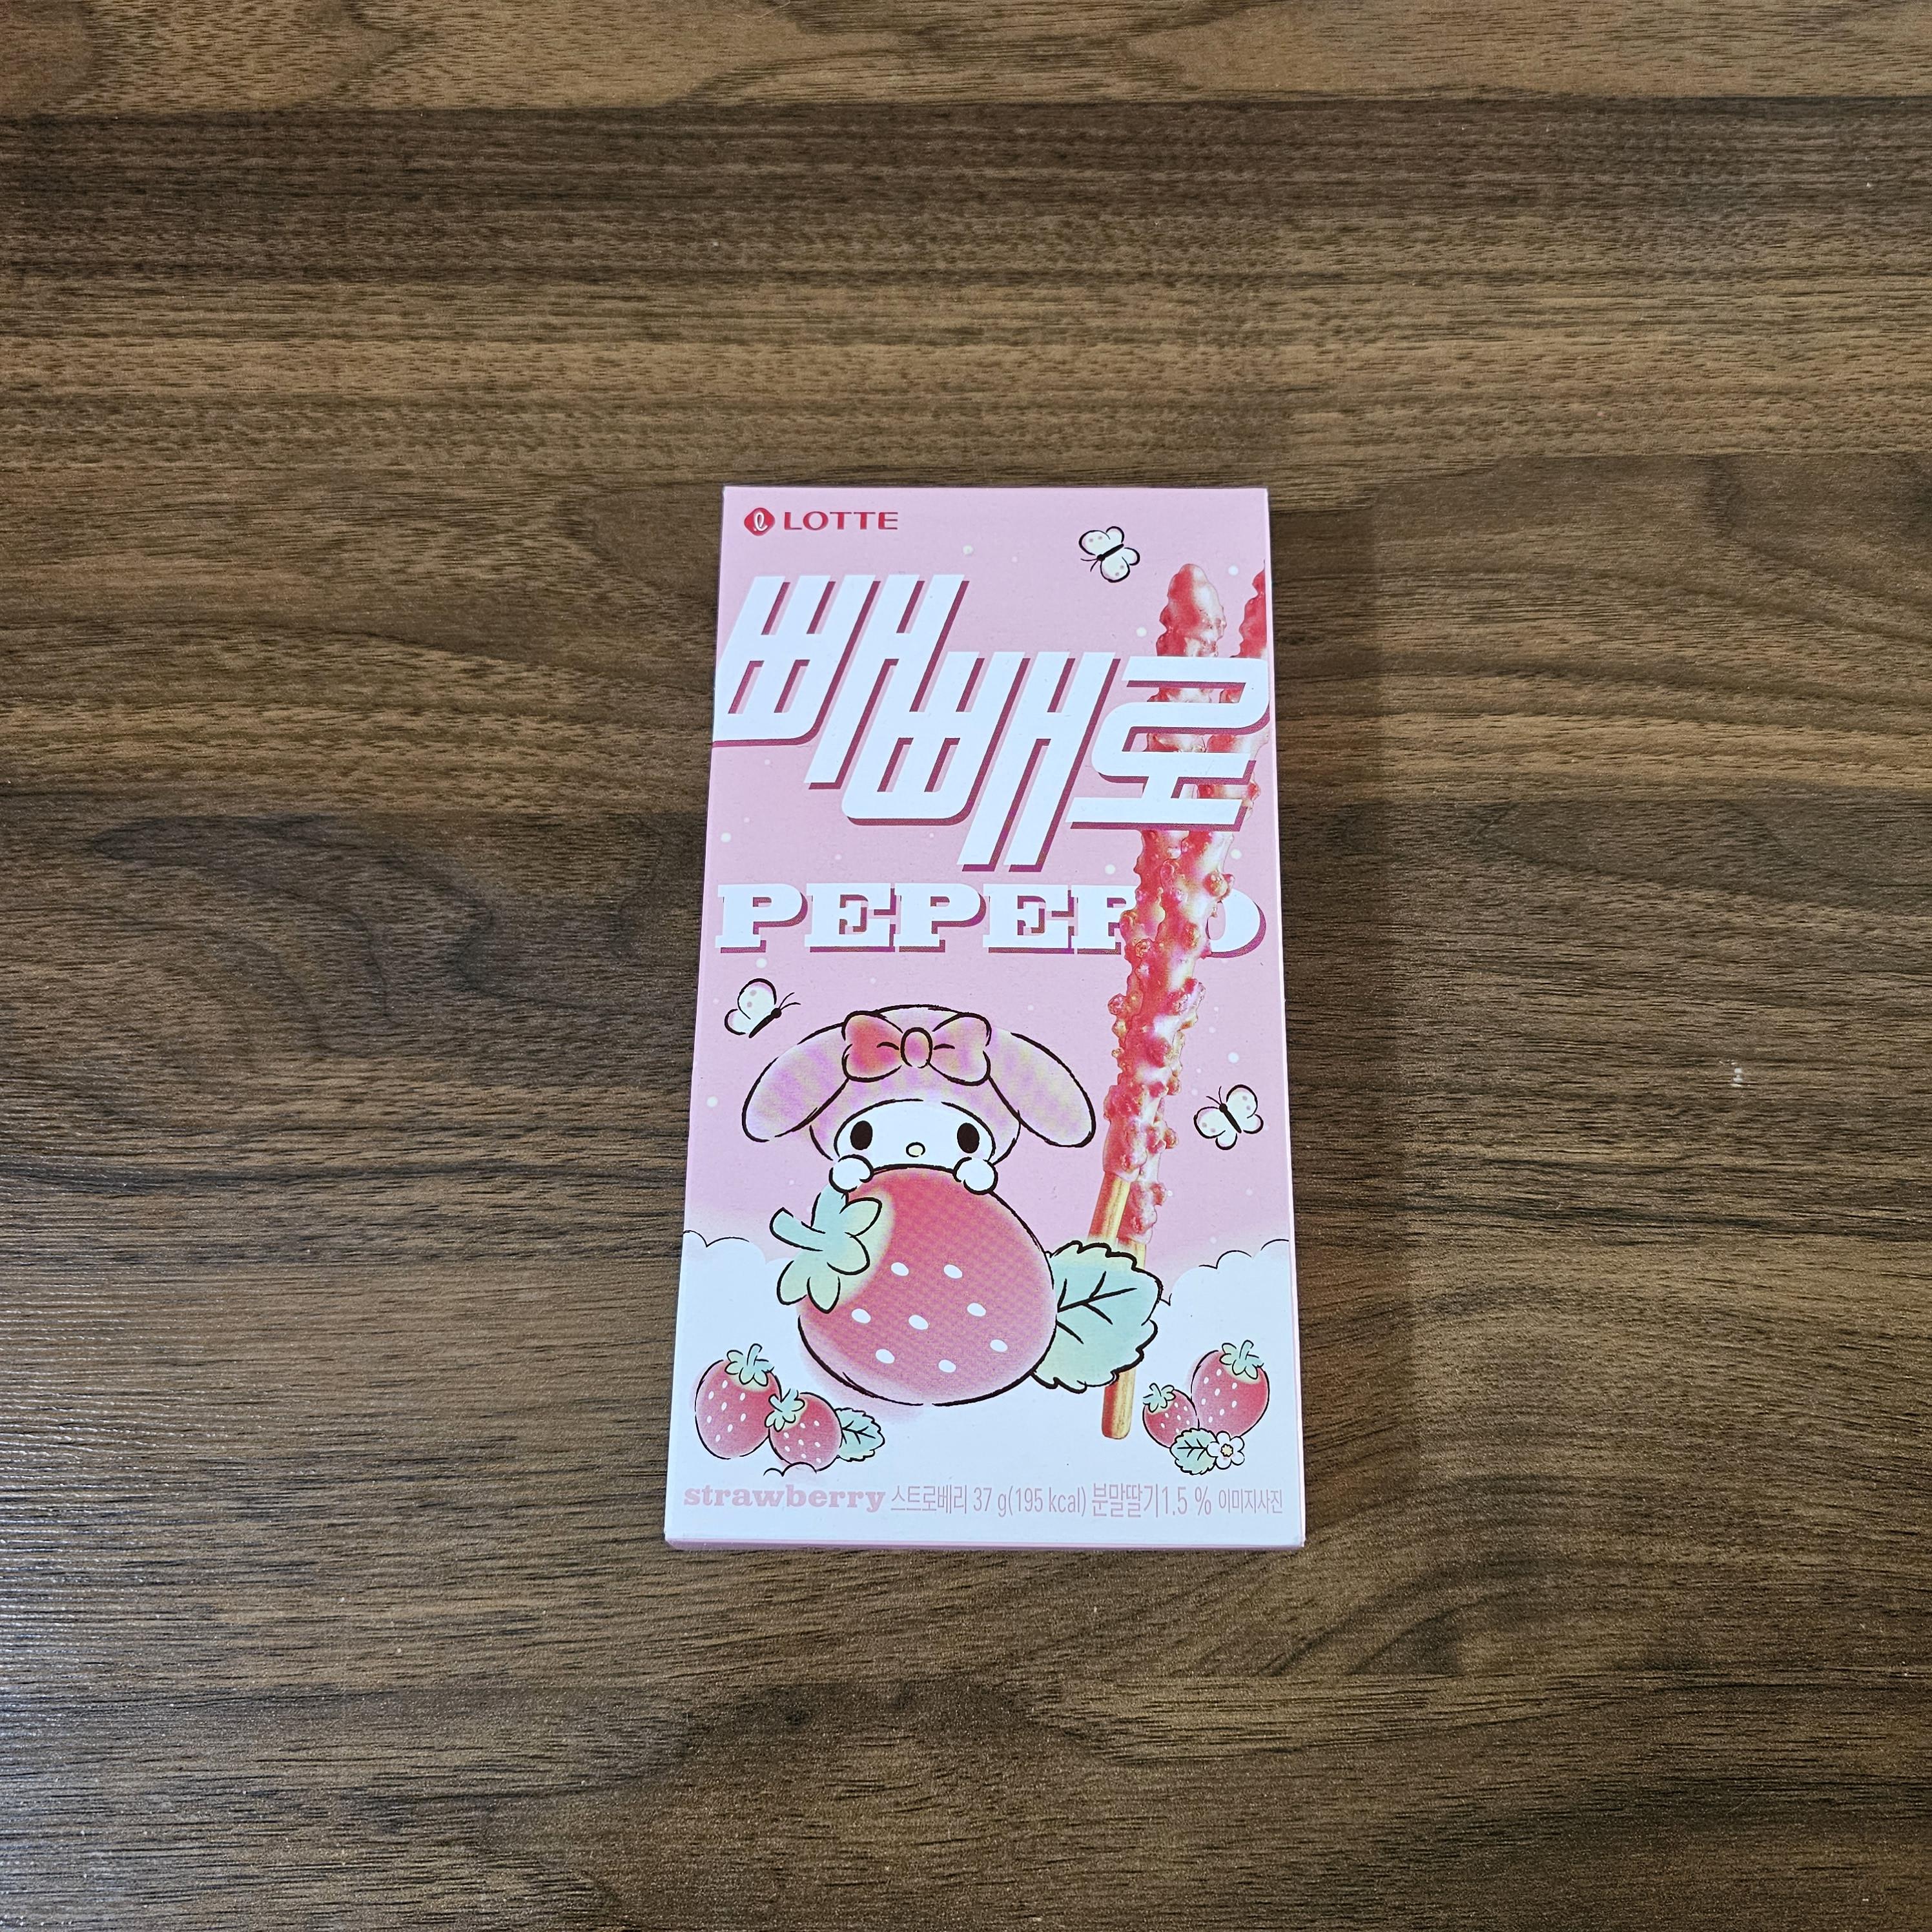 LOTTE
빼빼로
PEPERO
strawberry 스트로베리 37 g(195 kcal) 분말딸기1.5 % 이미지사진